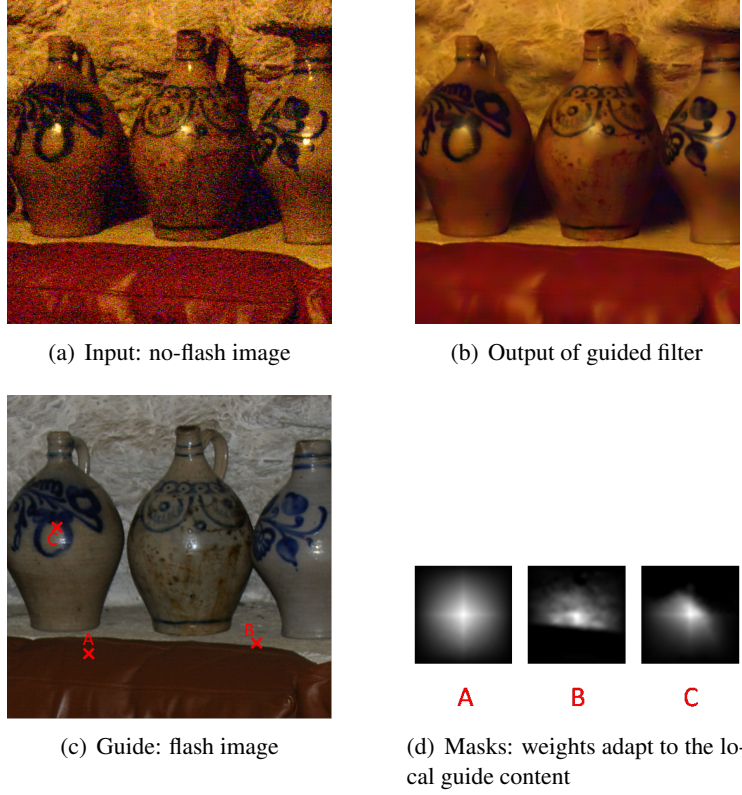 (a) Input: no-flash image
(b) Output of guided filter
C
A
B
A
B
C
(c) Guide: flash image
(d) Masks: weights adapt to the lo-
cal guide content